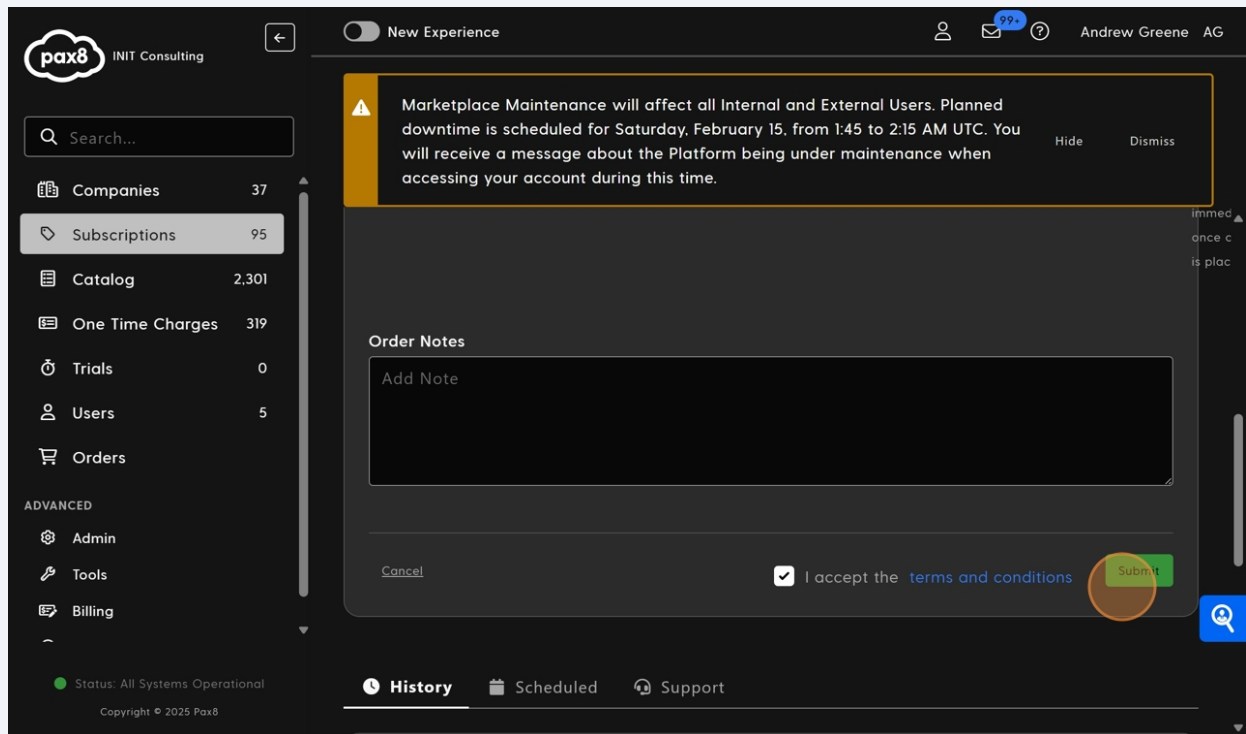 pax8
INIT Consulting
New Experience
99+
Andrew Greene AG
Search...
Companies 37
Subscriptions 95
Catalog 2,301
One Time Charges 319
Trials 0
Users 5
Orders
ADVANCED
Admin
Tools
Billing
Status: All Systems Operational
Copyright © 2025 Pax8
Marketplace Maintenance will affect all Internal and External Users. Planned
downtime is scheduled for Saturday, February 15, from 1:45 to 2:15 AM UTC. You
will receive a message about the Platform being under maintenance when
accessing your account during this time.
Hide Dismiss
immed
once c
is plac
Order Notes
Add Note
Cancel
I accept the terms and conditions
Submit
History Scheduled Support